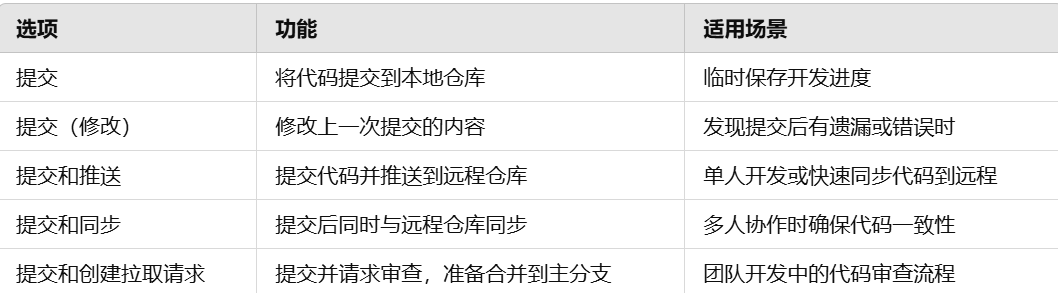 选项 功能 适用场景
提交 将代码提交到本地仓库 临时保存开发进度
提交（修改） 修改上一次提交的内容 发现提交后有遗漏或错误时
提交和推送 提交代码并推送到远程仓库 单人开发或快速同步代码到远程
提交和同步 提交后同时与远程仓库同步 多人协作时确保代码一致性
提交和创建拉取请求 提交并请求审查，准备合并到主分支 团队开发中的代码审查流程